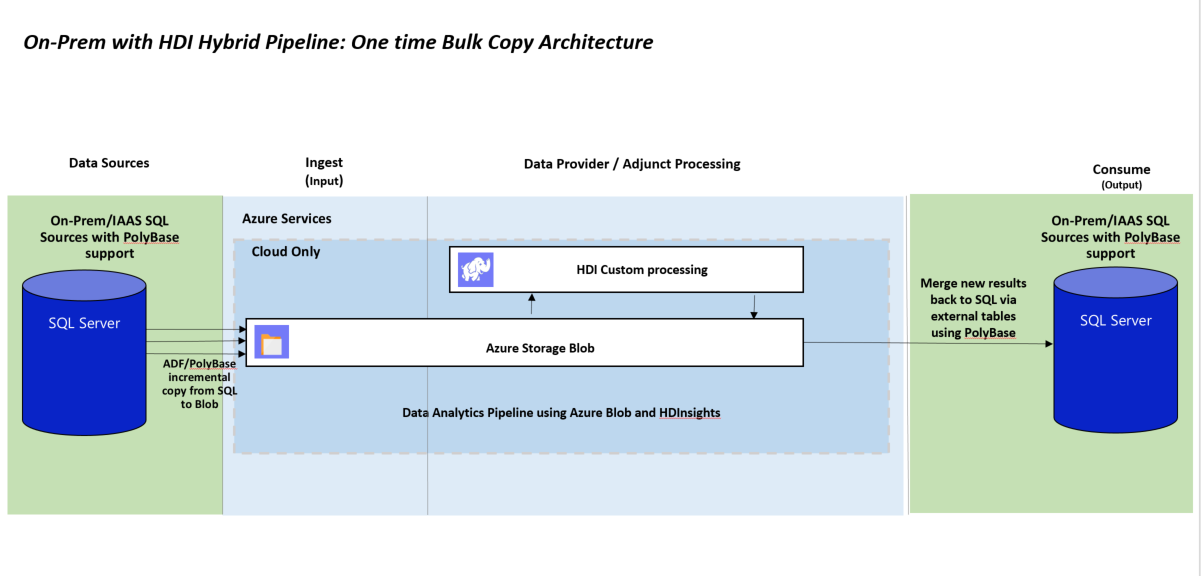 On-Prem with HDI Hybrid Pipeline: One time Bulk Copy Architecture
Data Sources
Ingest
(Input)
Data Provider / Adjunct Processing
Consume
(Output)
On-Prem/IAAS SQL
Sources with PolyBase
support
SQL Server
ADF/PolyBase
incremental
copy from SQL
to Blob
Azure Services
Cloud Only
HDI Custom processing
Azure Storage Blob
Data Analytics Pipeline using Azure Blob and HDInsights
Merge new results
back to SQL via
external tables
using PolyBase
On-Prem/IAAS SQL
Sources with PolyBase
support
SQL Server